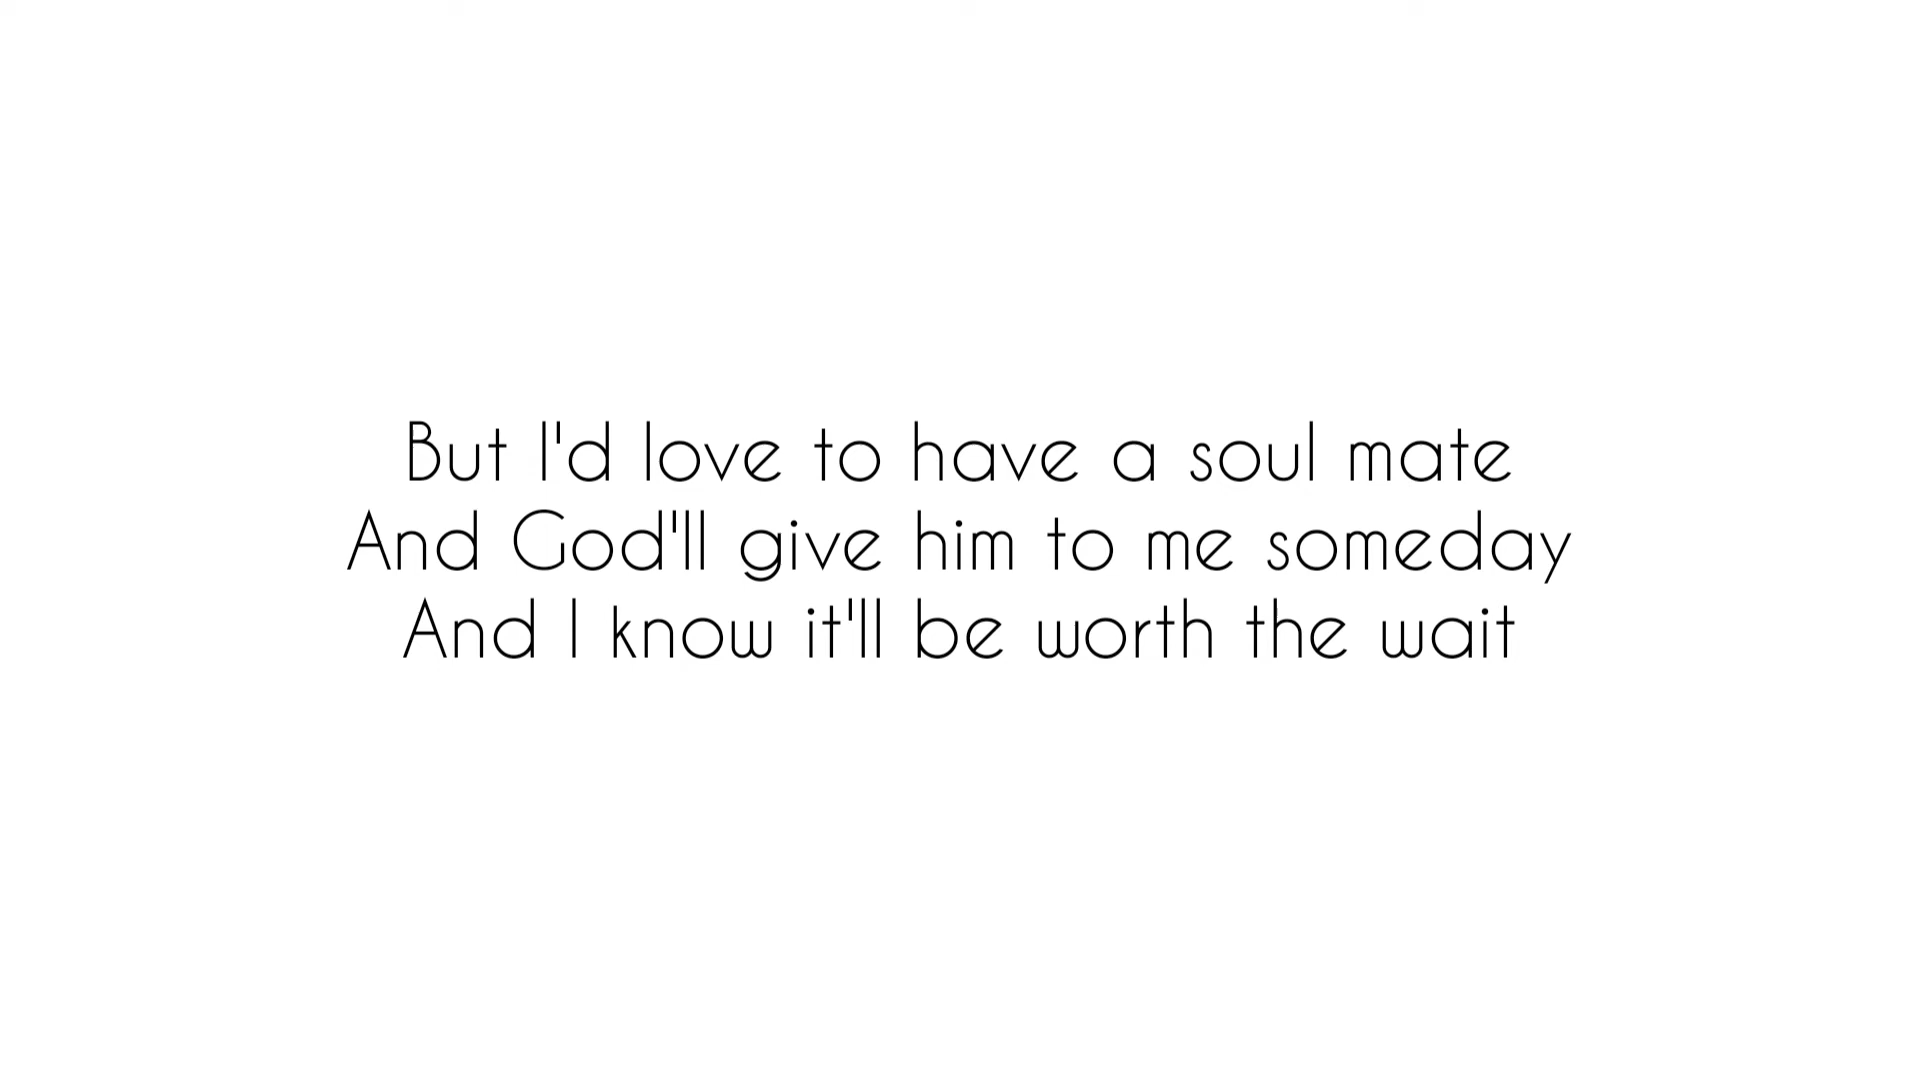 But I'd love to have a soul mate
And God'll give him to me someday
And I know it'll be worth the wait